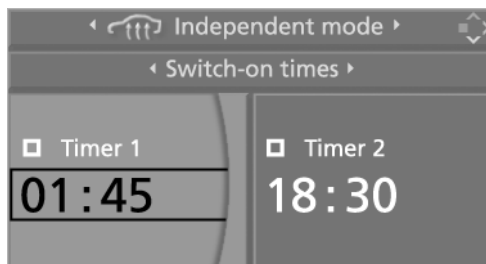 Independent mode
Switch-on times
Timer 1
01:45
Timer 2
18:30